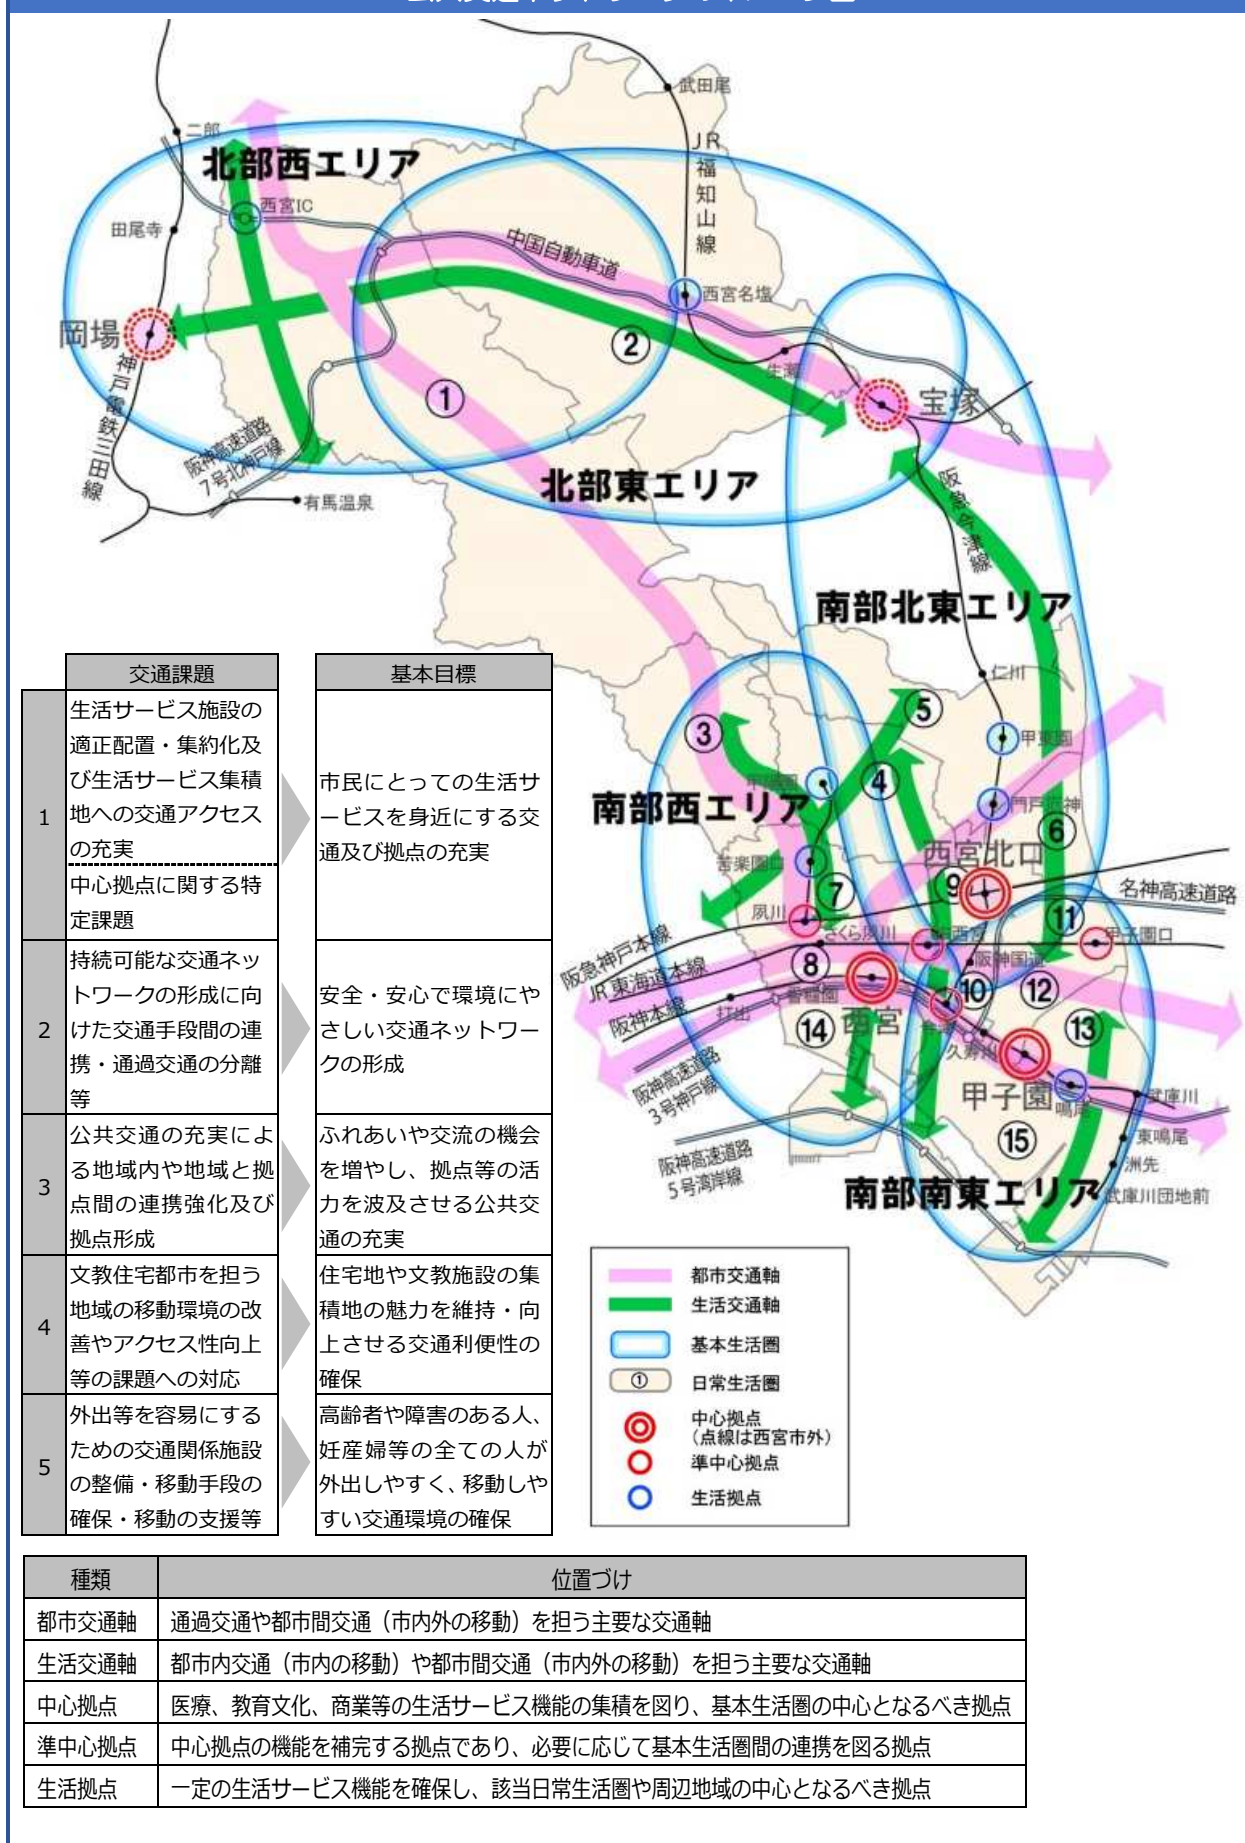 二郎
武田尾
北部西エリア
JR福知山線
西宮IC
田尾寺
中国自動車道
西宮名塩
岡場
②
生瀬
神戸電鉄三田線
①
宝塚
阪神高速道路
7号北神戸線
有馬温泉
北部東エリア
阪急今津線
南部北東エリア
仁川
⑤
③
甲東園
④
南部西エリア
門戸厄神
⑥
西宮北口
苦楽園口
⑨
名神高速道路
⑦
夙川
⑪
さくら夙川
甲子園口
阪急神戸本線
阪神国道
JR東海道本線
⑧
⑩
⑫
阪神本線
打出
香櫨園
西宮
⑬
⑭
久寿川
阪神高速道路
3号神戸線
甲子園
鳴尾
武庫川
⑮
東鳴尾
阪神高速道路
5号湾岸線
洲先
南部南東エリア
武庫川団地前
交通課題
基本目標
1
生活サービス施設の
適正配置・集約化及
び生活サービス集積
地への交通アクセス
の充実
中心拠点に関する特
定課題
市民にとっての生活サ
ービスを身近にする交
通及び拠点の充実
2
持続可能な交通ネッ
トワークの形成に向
けた交通手段間の連
携・通過交通の分離
等
安全・安心で環境にや
さしい交通ネットワー
クの形成
3
公共交通の充実によ
る地域内や地域と拠
点間の連携強化及び
拠点形成
ふれあいや交流の機会
を増やし、拠点等の活
力を波及させる公共交
通の充実
4
文教住宅都市を担う
地域の移動環境の改
善やアクセス性向上
等の課題への対応
住宅地や文教施設の集
積地の魅力を維持・向
上させる交通利便性の
確保
5
外出等を容易にする
ための交通関係施設
の整備・移動手段の
確保・移動の支援等
高齢者や障害のある人、
妊産婦等の全ての人が
外出しやすく、移動しや
すい交通環境の確保
都市交通軸
生活交通軸
基本生活圏
① 日常生活圏
中心拠点
(点線は西宮市外)
準中心拠点
生活拠点
種類 位置づけ
都市交通軸 通過交通や都市間交通（市内外の移動）を担う主要な交通軸
生活交通軸 都市内交通（市内の移動）や都市間交通（市内外の移動）を担う主要な交通軸
中心拠点 医療、教育文化、商業等の生活サービス機能の集積を図り、基本生活圏の中心となるべき拠点
準中心拠点 中心拠点の機能を補完する拠点であり、必要に応じて基本生活圏間の連携を図る拠点
生活拠点 一定の生活サービス機能を確保し、該当日常生活圏や周辺地域の中心となるべき拠点